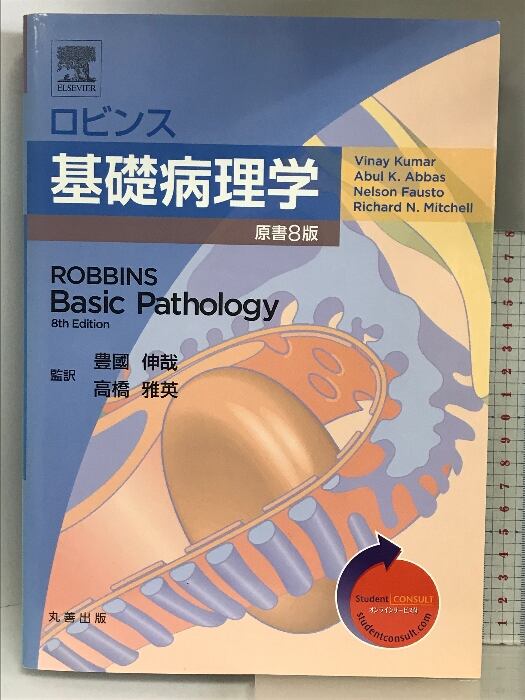 ELSEVIER
ロビンス
基礎病理学
原書8版
Vinay Kumar
Abul K. Abbas
Nelson Fausto
Richard N. Mitchell
ROBBINS
Basic Pathology
8th Edition
監訳
豊國 伸哉
高橋 雅英
Student CONSULT
オンラインサービス付
studentconsult.com
丸善出版